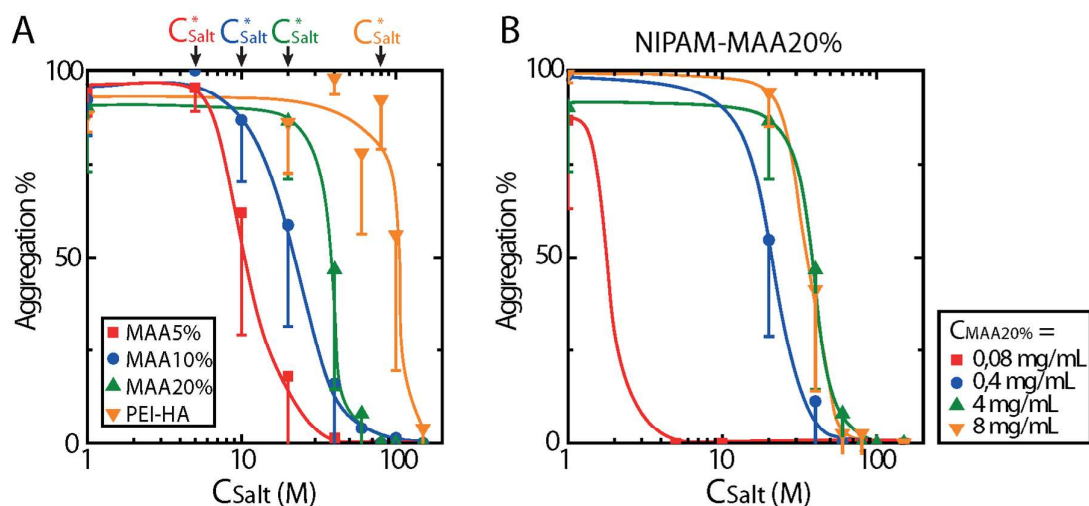 A
C*Salt C*Salt C*Salt C*Salt
100
50
0
Aggregation %
MAA5%
MAA10%
MAA20%
PEI-HA
1 10 100
CSalt (M)
B
NIPAM-MAA20%
100
50
0
Aggregation %
1 10 100
CSalt (M)
CMAA20% =
0,08 mg/mL
0,4 mg/mL
4 mg/mL
8 mg/mL